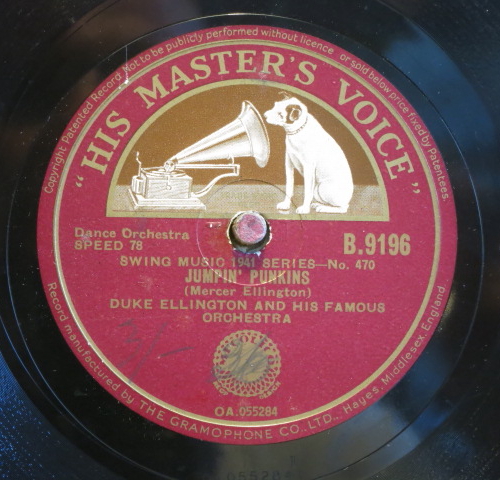 Copyright Patented Record Not to be publicly performed without licence or sold below price fixed by Patentees.
"HIS MASTER'S VOICE"
Dance Orchestra
SPEED 78
B.9196
SWING MUSIC 1941 SERIES—No. 470
JUMPIN' PUNKINS
(Mercer Ellington)
DUKE ELLINGTON AND HIS FAMOUS
ORCHESTRA
OA.055284
Record manufactured by THE GRAMOPHONE CO., LTD., Hayes, Middlesex, England.